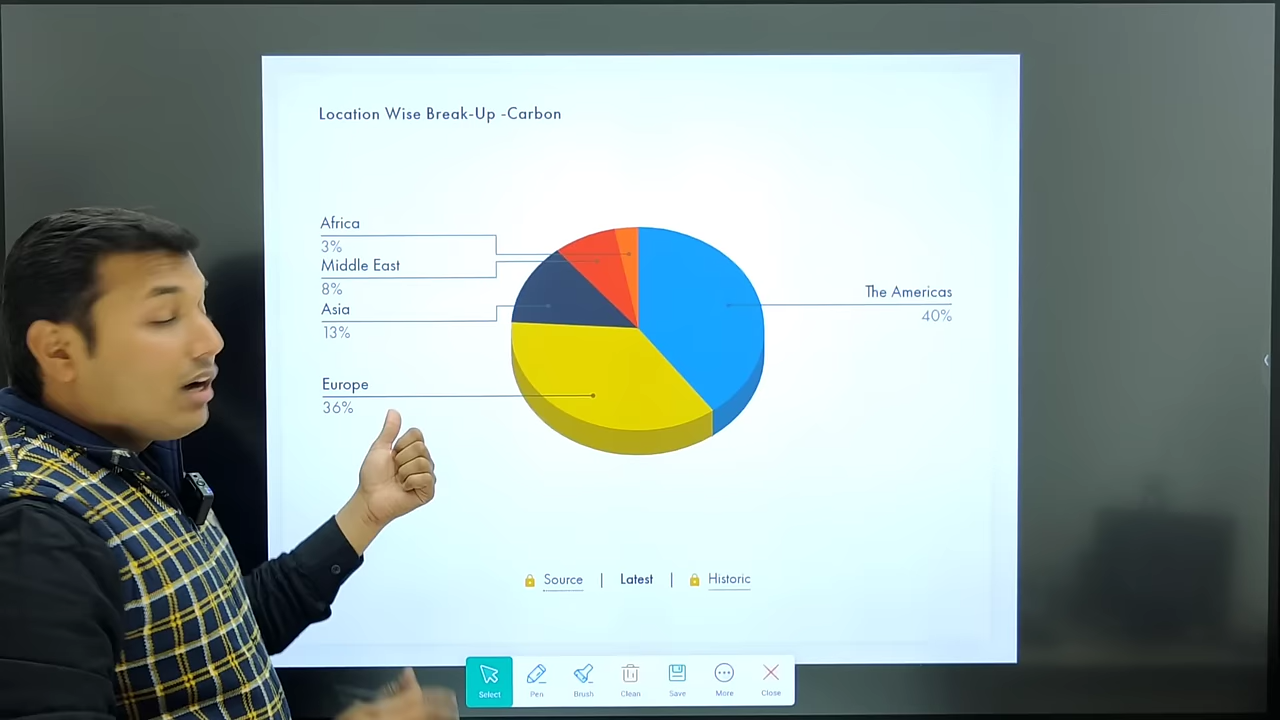 Location Wise Break-Up -Carbon
Africa
3%
Middle East
8%
Asia
13%
Europe
36%
The Americas
40%
Source | Latest | Historic
Select Pen Brush Clean Save More Close